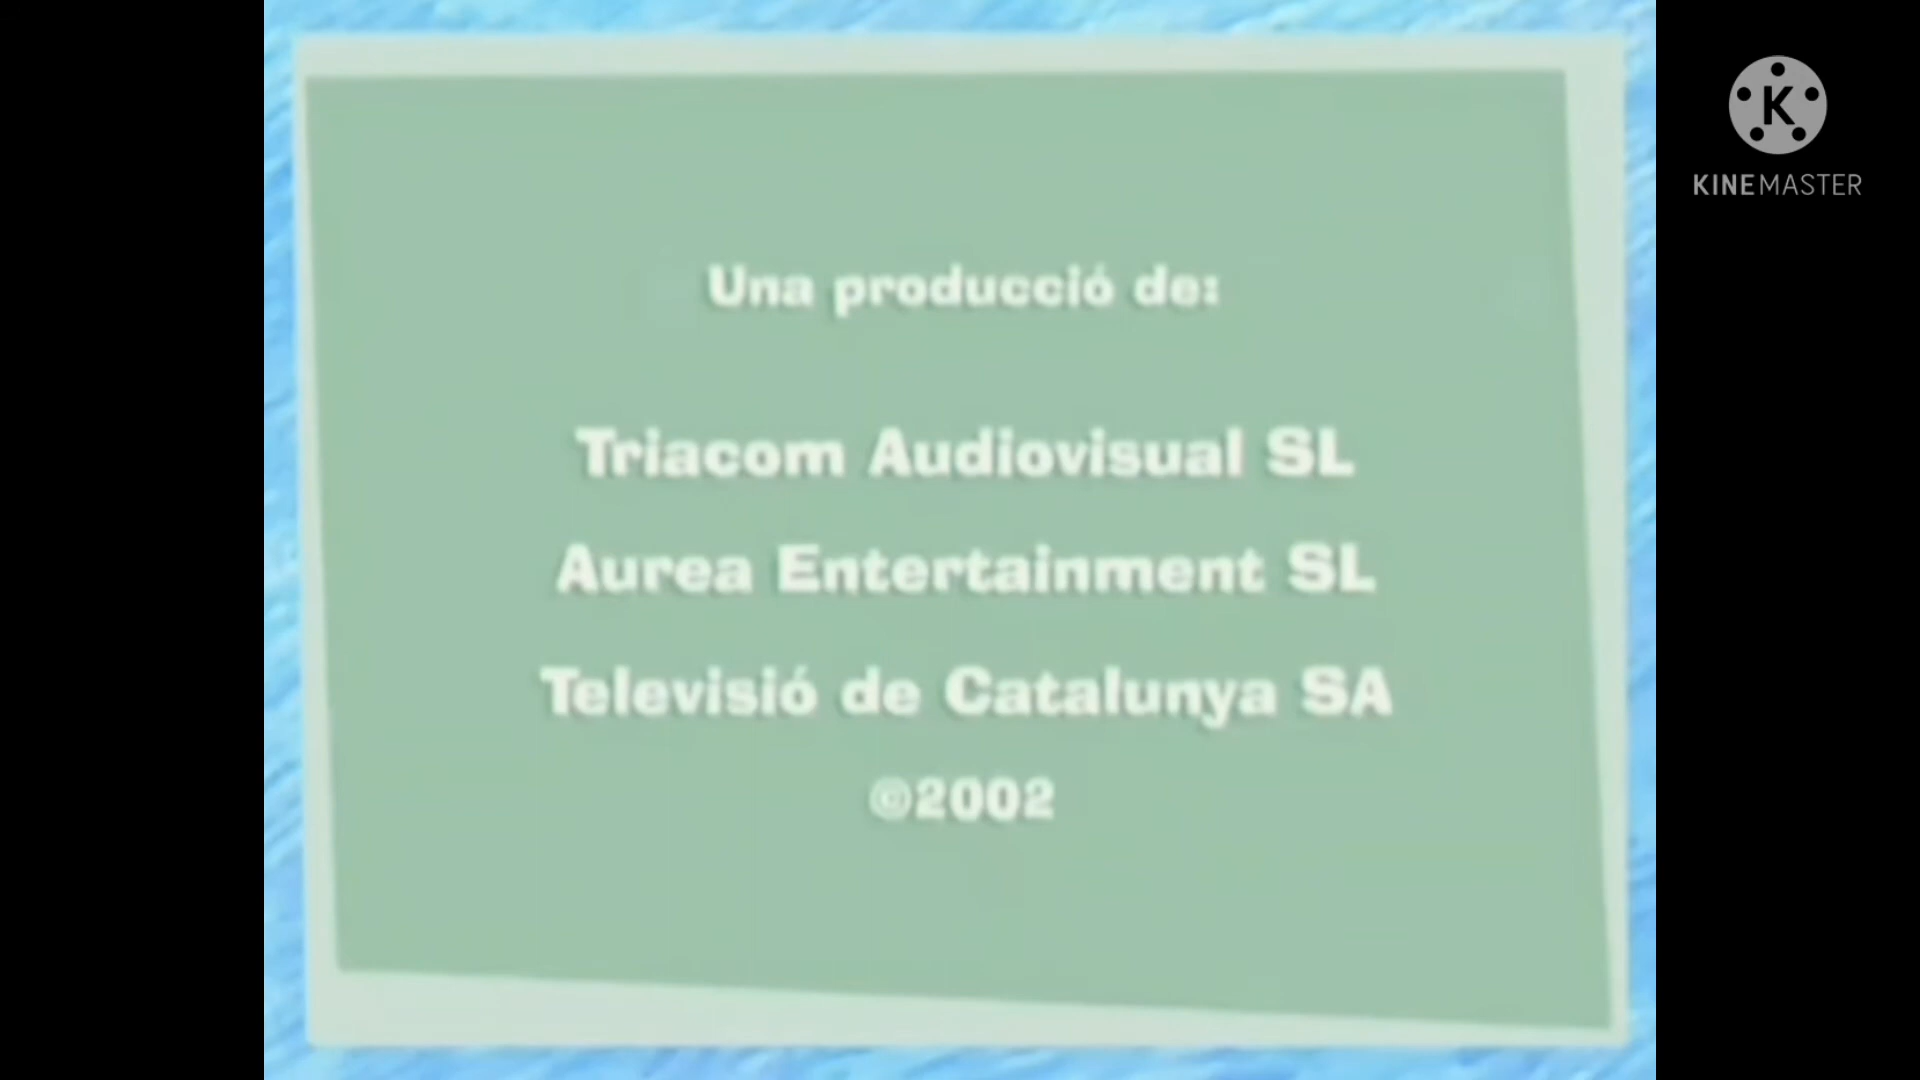 Una producció de:
Triacom Audiovisual SL
Aurea Entertainment SL
Televisió de Catalunya SA
©2002
K
KINEMASTER